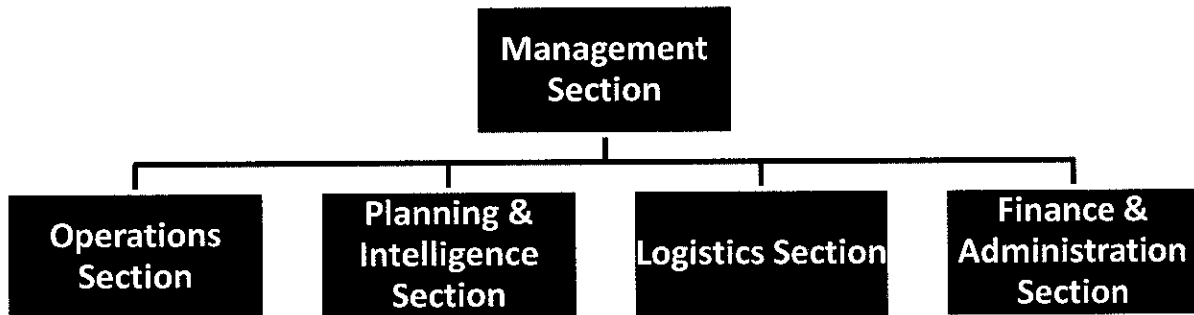 Management
Section
Operations
Section
Planning &
Intelligence
Section
Logistics Section
Finance &
Administration
Section